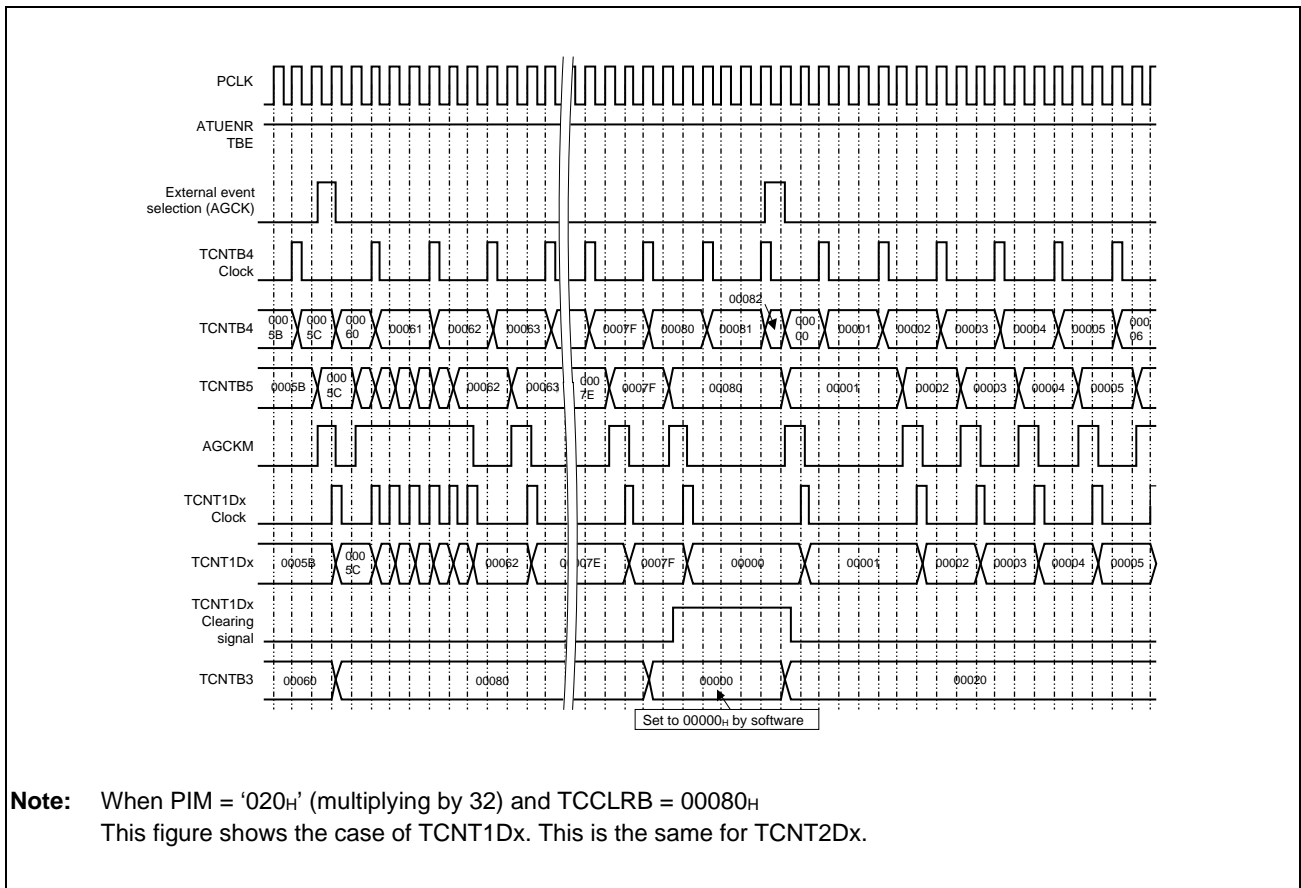 PCLK
ATUENR
TBE
External event
selection (AGCK)
TCNTB4
Clock
00082
TCNTB4
000
5B
000
5C
000
60
00061
00062
00063
0007F
00080
00081
000
00
00001
00002
00003
00004
00005
000
06
TCNTB5
0005B
000
5C
00062
00063
000
7E
0007F
00080
00001
00002
00003
00004
00005
AGCKM
TCNT1Dx
Clock
TCNT1Dx
0005B
000
5C
00062
0007E
0007F
00000
00001
00002
00003
00004
00005
TCNT1Dx
Clearing
signal
TCNTB3
00060
00080
00000
00020
Set to 00000H by software
Note: When PIM = ‘020H’ (multiplying by 32) and TCCLRB = 00080H
This figure shows the case of TCNT1Dx. This is the same for TCNT2Dx.